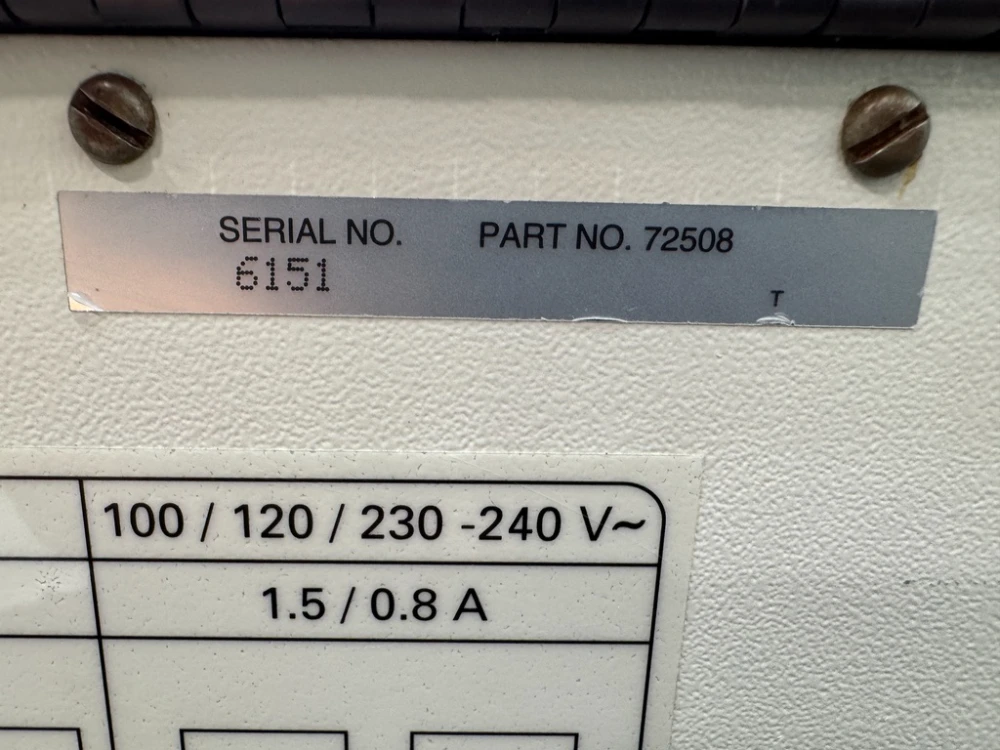 SERIAL NO. PART NO. 72508
6151
T
100 / 120 / 230 -240 V~
1.5 / 0.8 A